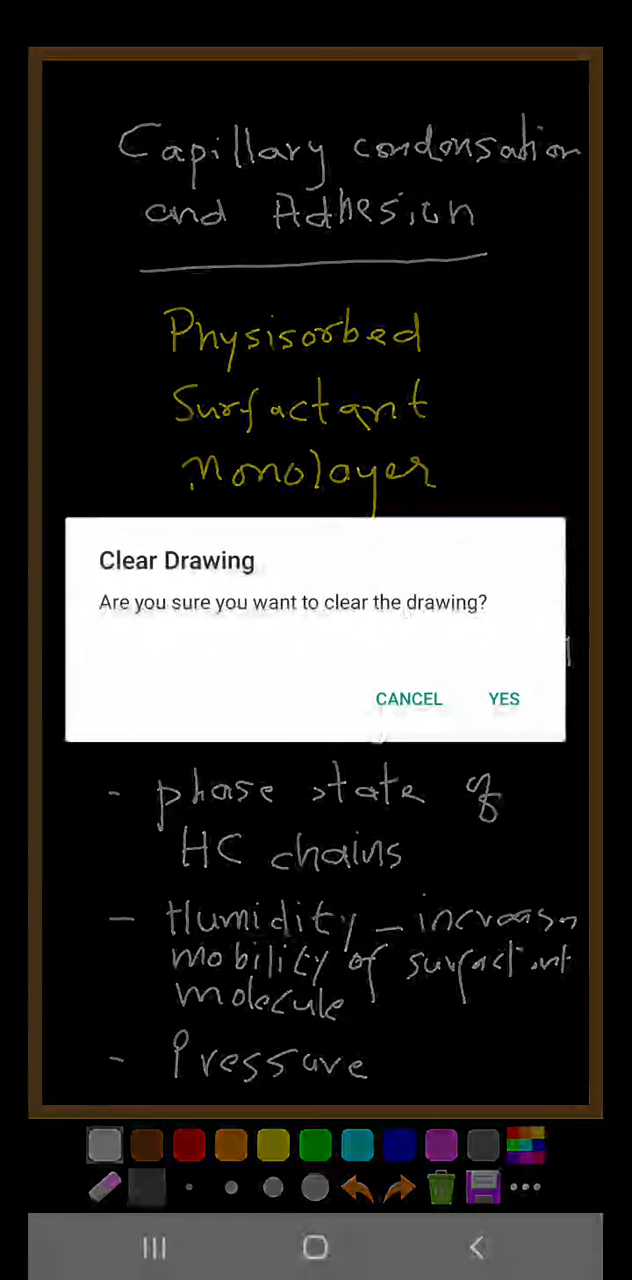 Capillary condensation
and Adhesion
Physisorbed
Surfactant
Monolayer
Clear Drawing
Are you sure you want to clear the drawing?
CANCEL YES
- phase state of
HC chains
- Humidity - increases
mobility of surfactant
molecule
- Pressure